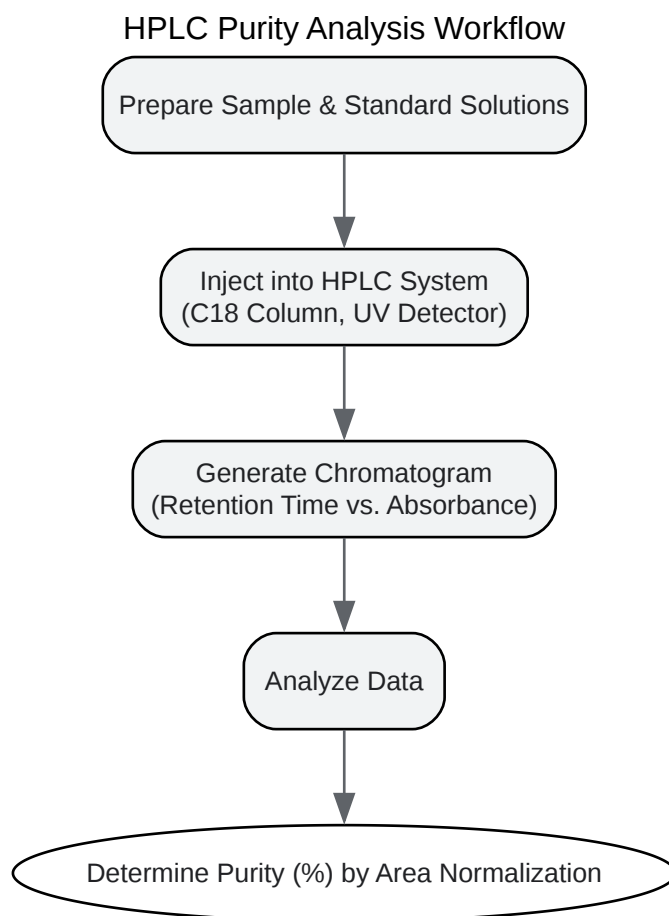 HPLC Purity Analysis Workflow
Prepare Sample & Standard Solutions
Inject into HPLC System
(C18 Column, UV Detector)
Generate Chromatogram
(Retention Time vs. Absorbance)
Analyze Data
Determine Purity (%) by Area Normalization